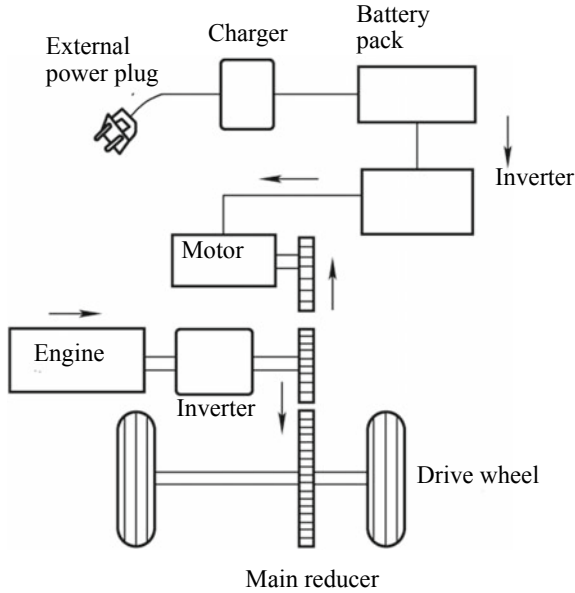 Battery
pack
Charger
External
power plug
Inverter
Motor
Engine
Inverter
Drive wheel
Main reducer